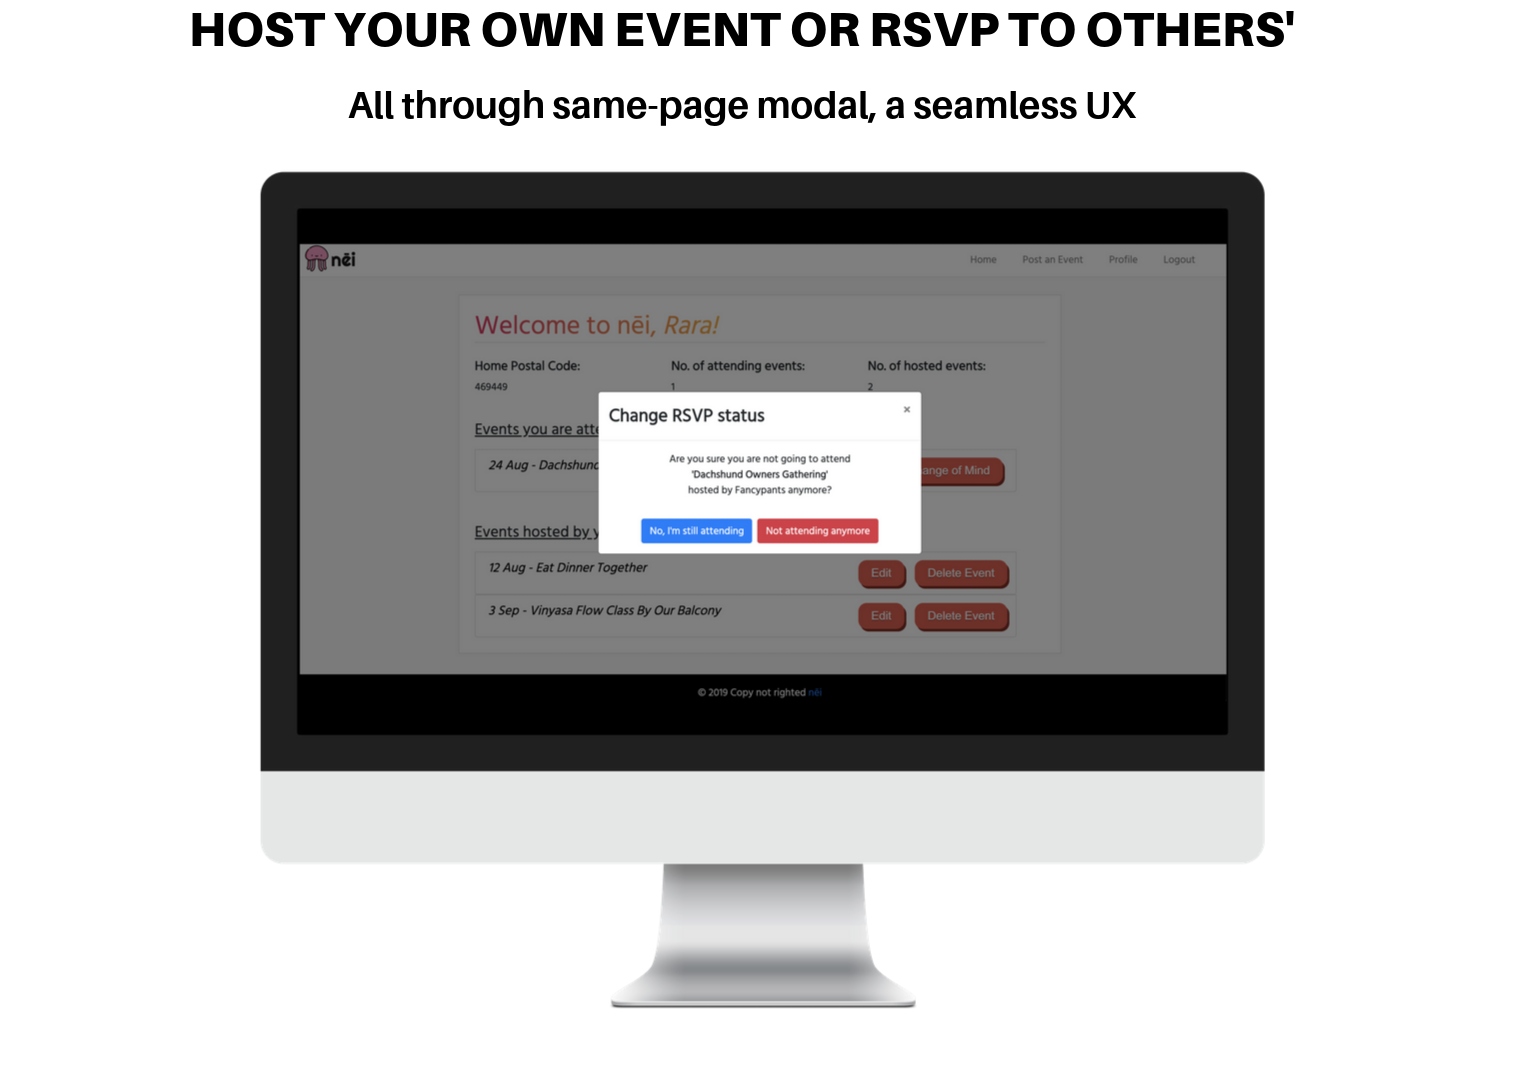 HOST YOUR OWN EVENT OR RSVP TO OTHERS'
All through same-page modal, a seamless UX
nēi
Home Post an Event Profile Logout
Welcome to nēi, Rara!
Home Postal Code: No. of attending events: No. of hosted events:
469449 1 2
Change RSVP status ×
Events you are atte
Are you sure you are not going to attend
24 Aug - Dachshund
'Dachshund Owners Gathering'
ange of Mind
hosted by Fancypants anymore?
No, I'm still attending Not attending anymore
Events hosted by y
12 Aug - Eat Dinner Together Edit Delete Event
3 Sep - Vinyasa Flow Class By Our Balcony Edit Delete Event
© 2019 Copy not righted nēi